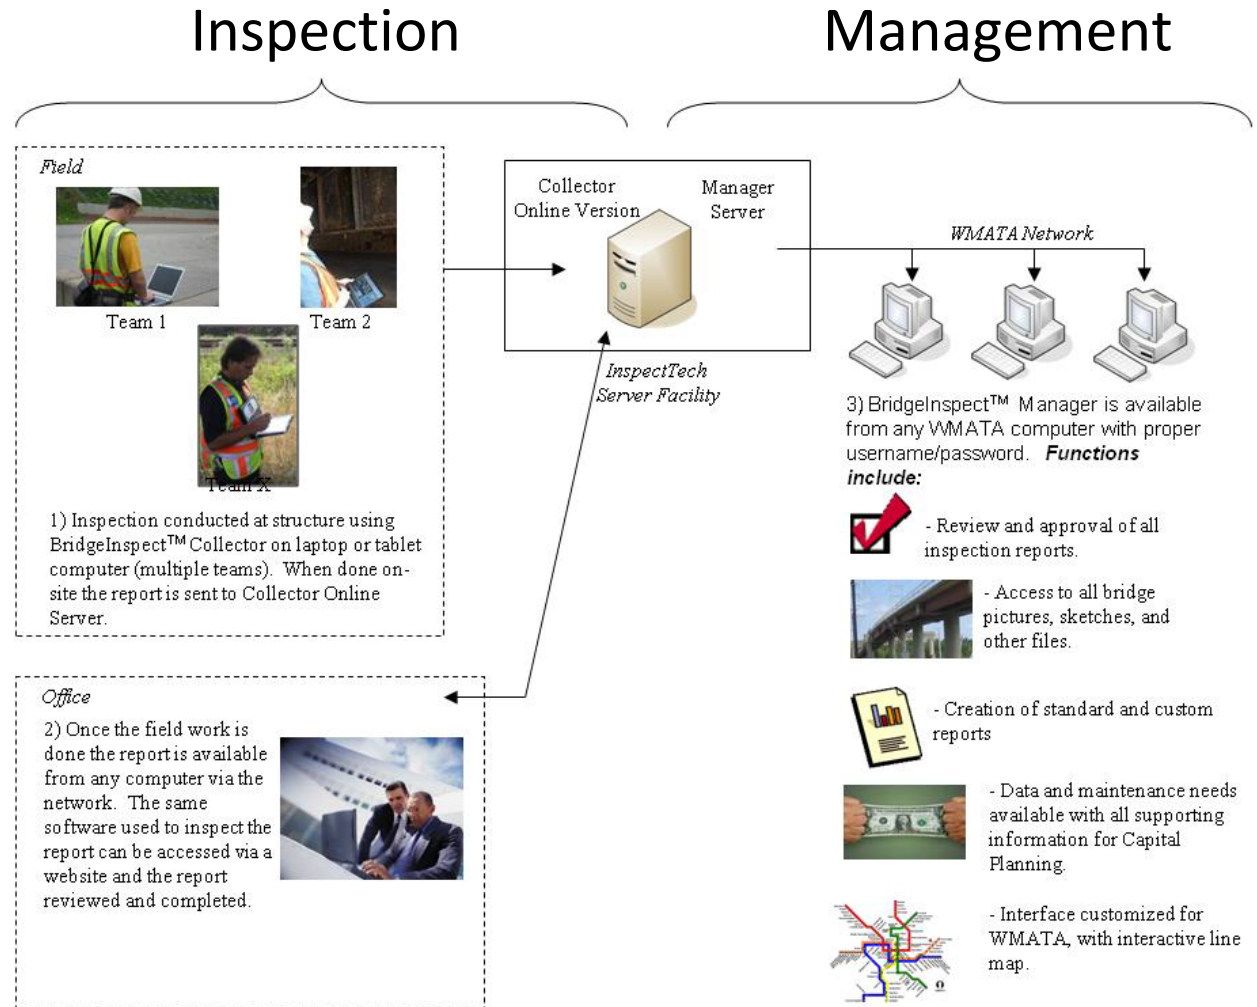 Inspection
Management
Field
Team 1
Team 2
Team X
1) Inspection conducted at structure using
BridgeInspect™ Collector on laptop or tablet
computer (multiple teams). When done on-
site the report is sent to Collector Online
Server.
Office
2) Once the field work is
done the report is available
from any computer via the
network. The same
software used to inspect the
report can be accessed via a
website and the report
reviewed and completed.
Collector
Online Version
Manager
Server
InspectTech
Server Facility
WMATA Network
3) BridgeInspect™ Manager is available
from any WMATA computer with proper
username/password. Functions
include:
- Review and approval of all
inspection reports.
- Access to all bridge
pictures, sketches, and
other files.
- Creation of standard and custom
reports
- Data and maintenance needs
available with all supporting
information for Capital
Planning.
- Interface customized for
WMATA, with interactive line
map.